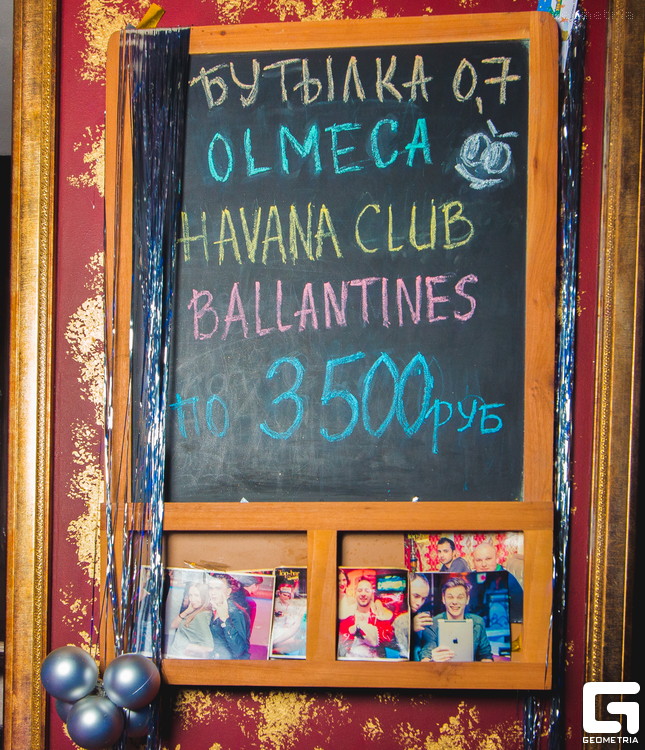 БУТЫЛКА 0,7
OLMECA
HAVANA CLUB
BALLANTINES
ПО 3500 РУБ
GEOMETRIA